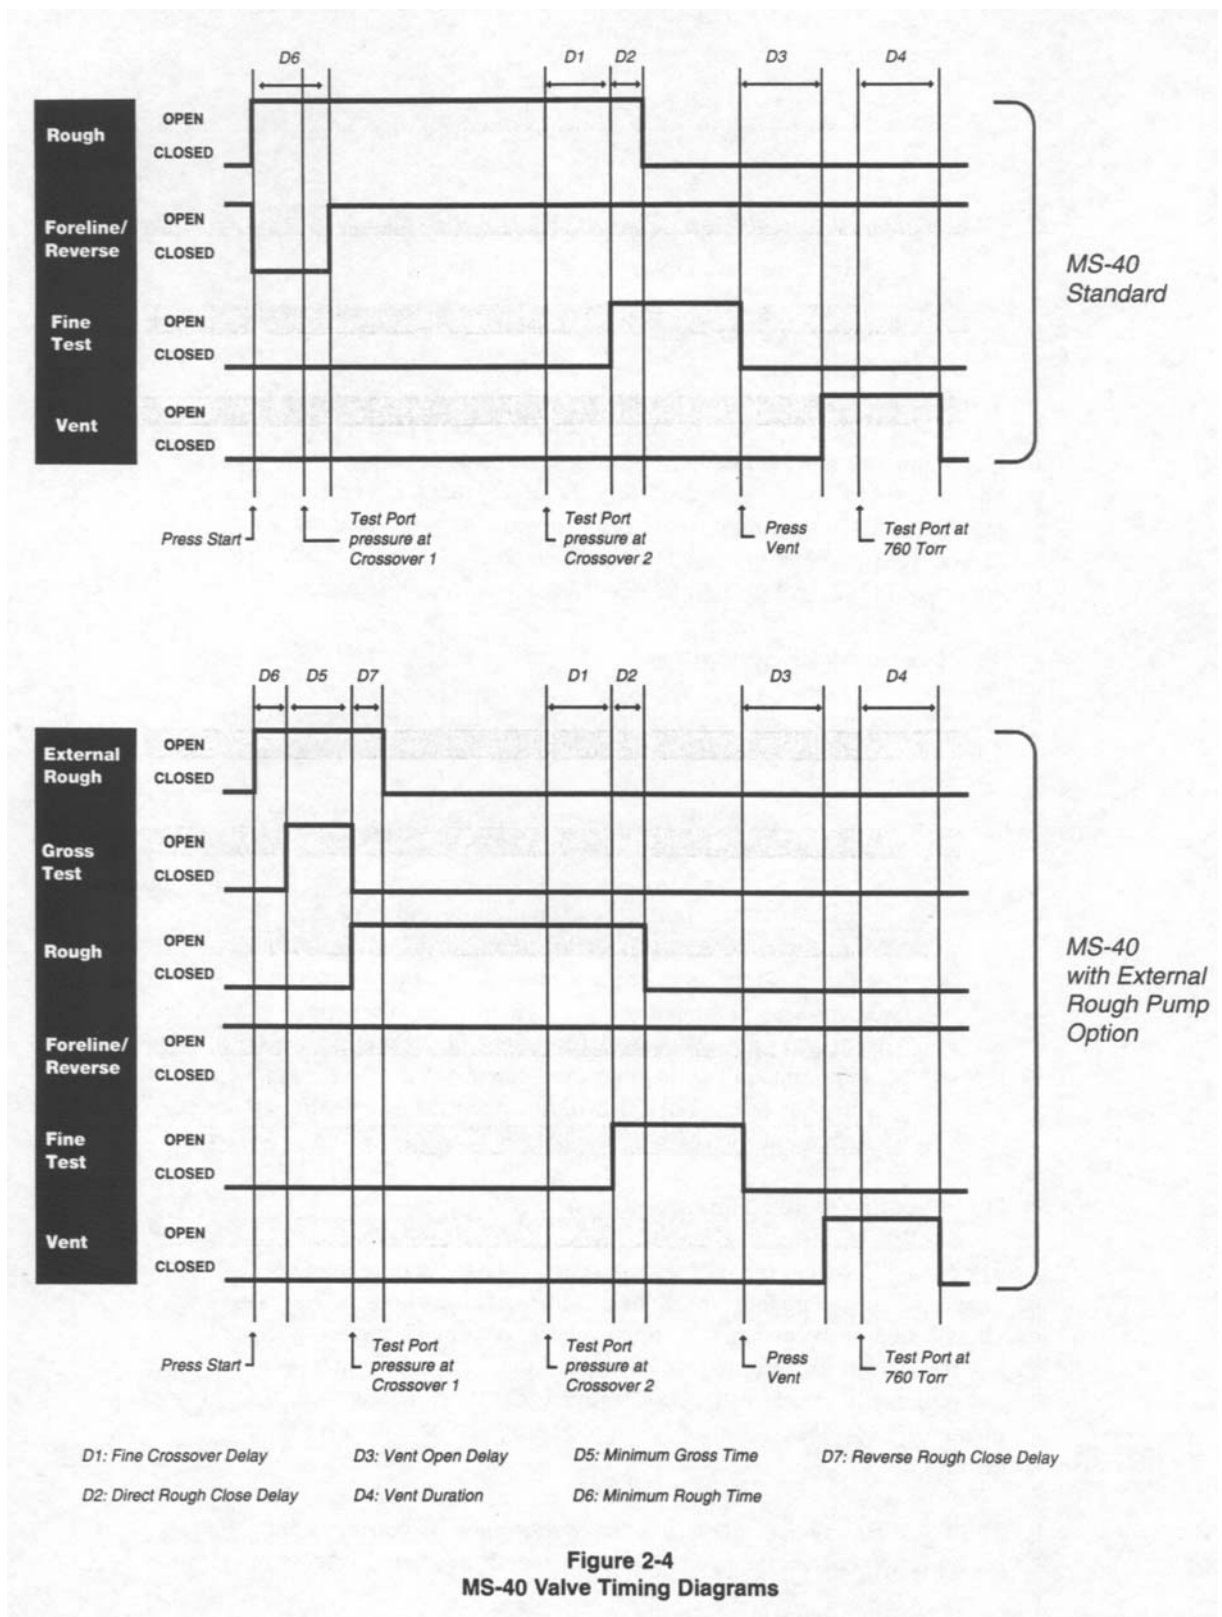 D6 D1 D2 D3 D4
Rough
OPEN
CLOSED
Foreline/
Reverse
OPEN
CLOSED
Fine
Test
OPEN
CLOSED
Vent
OPEN
CLOSED
MS-40
Standard
Press Start
Test Port
pressure at
Crossover 1
Test Port
pressure at
Crossover 2
Press
Vent
Test Port at
760 Torr
D6 D5 D7 D1 D2 D3 D4
External
Rough
OPEN
CLOSED
Gross
Test
OPEN
CLOSED
Rough
OPEN
CLOSED
Foreline/
Reverse
OPEN
CLOSED
Fine
Test
OPEN
CLOSED
Vent
OPEN
CLOSED
MS-40
with External
Rough Pump
Option
Press Start
Test Port
pressure at
Crossover 1
Test Port
pressure at
Crossover 2
Press
Vent
Test Port at
760 Torr
D1: Fine Crossover Delay D3: Vent Open Delay D5: Minimum Gross Time D7: Reverse Rough Close Delay
D2: Direct Rough Close Delay D4: Vent Duration D6: Minimum Rough Time
Figure 2-4
MS-40 Valve Timing Diagrams